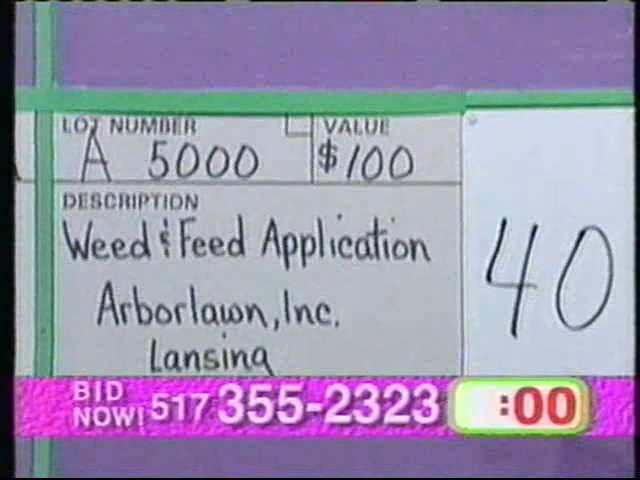 LOT NUMBER VALUE
A 5000 $100
DESCRIPTION
Weed & Feed Application
Arborlawn, Inc.
Lansing
40
BID NOW! 517 355-2323 :00